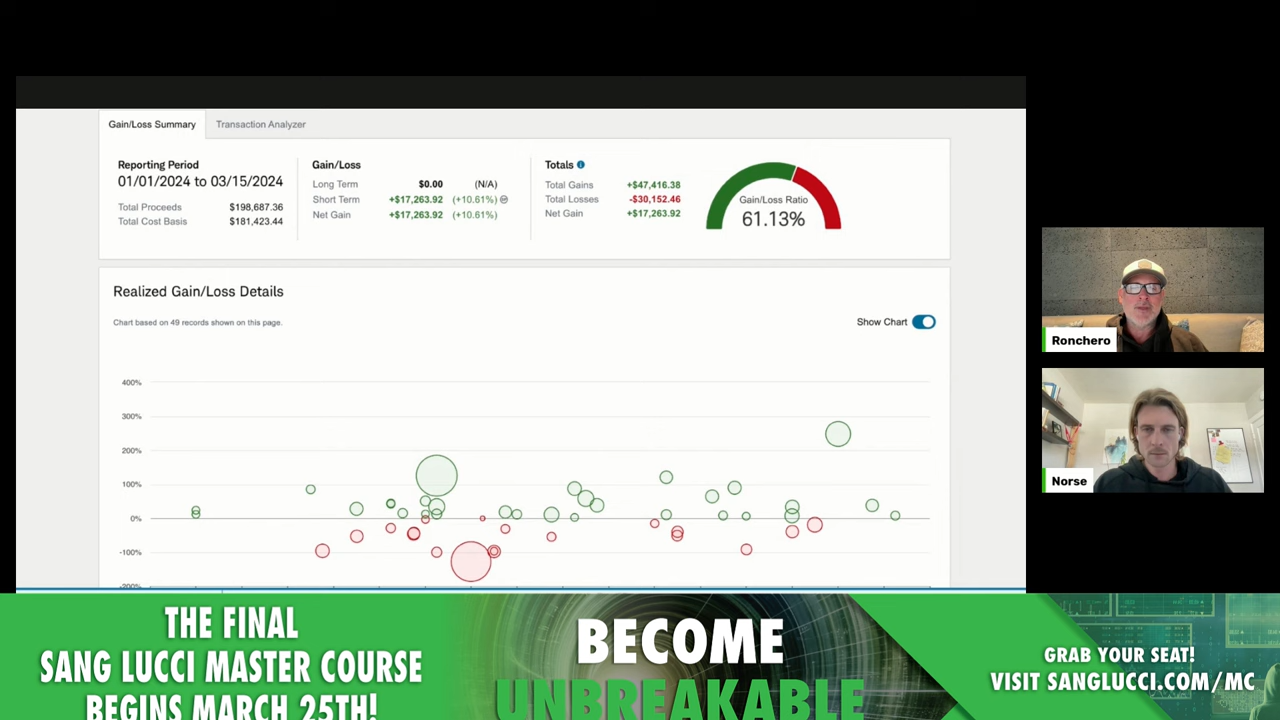 Gain/Loss Summary
Transaction Analyzer
Reporting Period
01/01/2024 to 03/15/2024
Total Proceeds $198,687.36
Total Cost Basis $181,423.44
Gain/Loss
Long Term $0.00 (N/A)
Short Term +$17,263.92 (+10.61%)
Net Gain +$17,263.92 (+10.61%)
Totals
Total Gains +$47,416.38
Total Losses -$30,152.46
Net Gain +$17,263.92
Gain/Loss Ratio
61.13%
Realized Gain/Loss Details
Chart based on 49 records shown on this page.
Show Chart
400%
300%
200%
100%
0%
-100%
-200%
Ronchero
Norse
THE FINAL
SANG LUCCI MASTER COURSE
BEGINS MARCH 25TH!
BECOME
UNBREAKABLE
GRAB YOUR SEAT!
VISIT SANGLUCCI.COM/MC